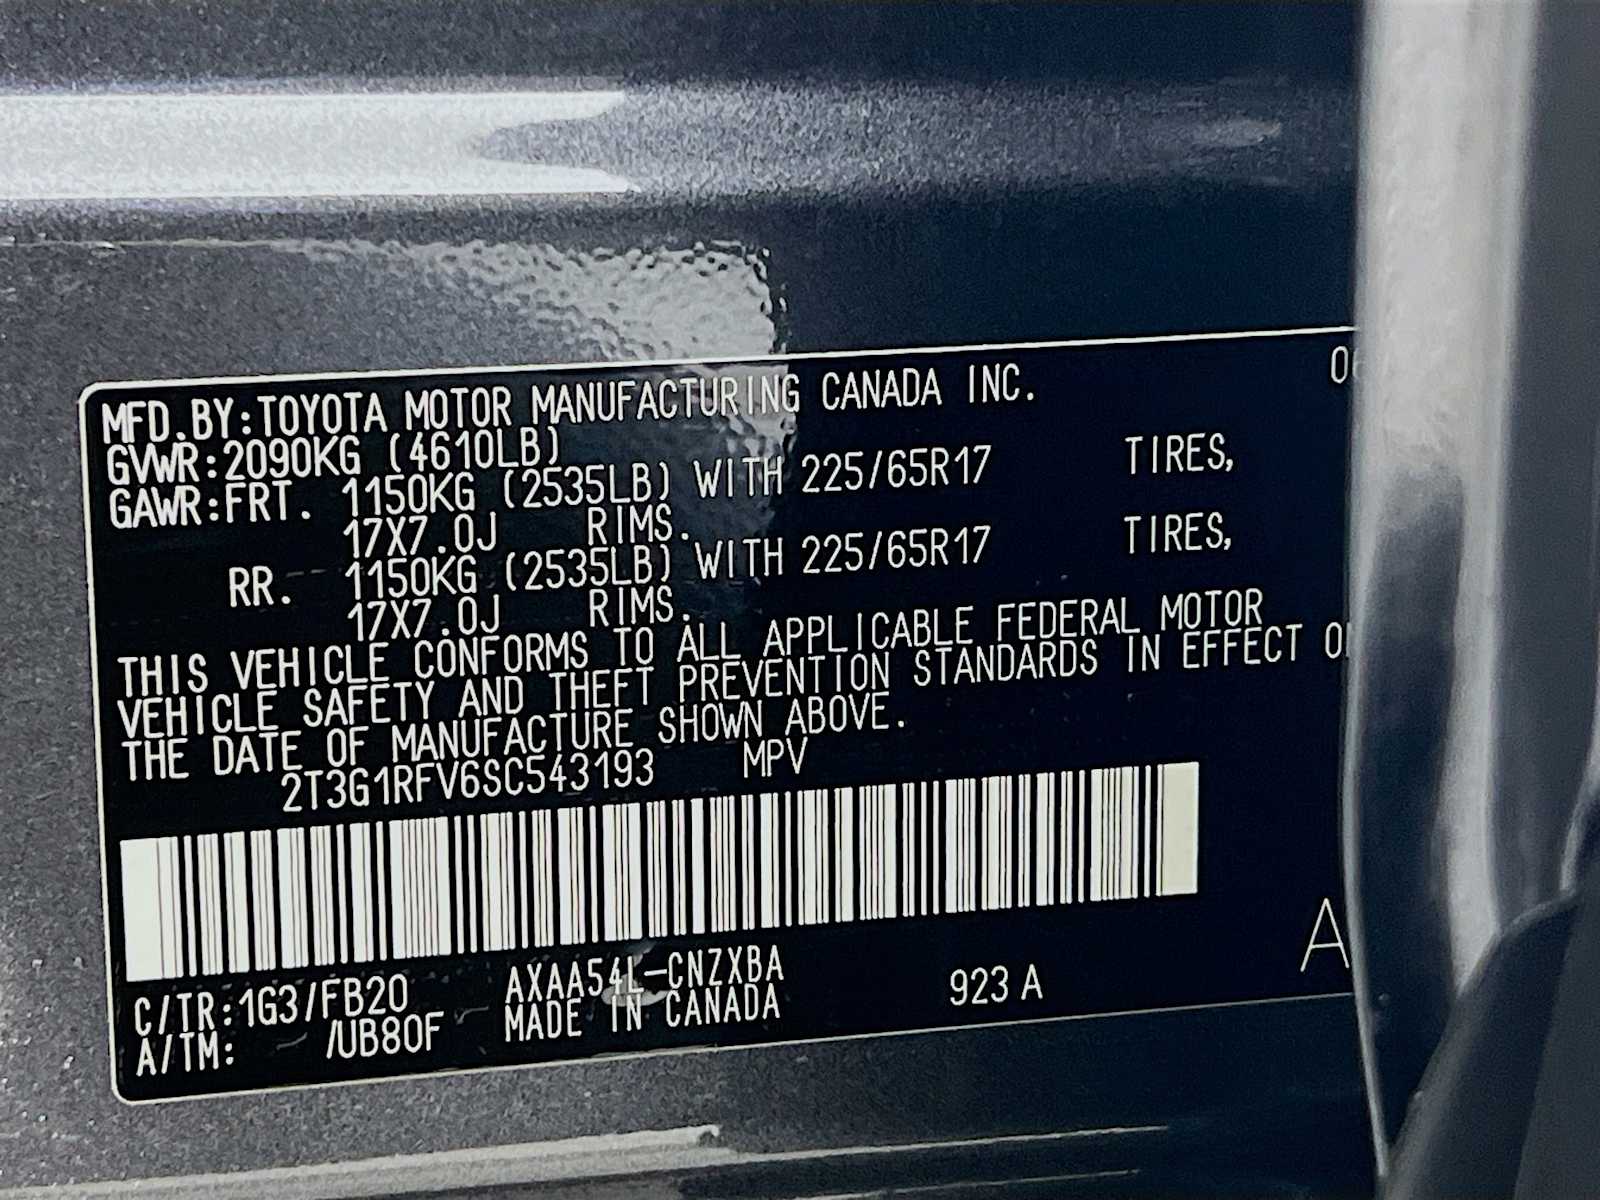 MFD.BY:TOYOTA MOTOR MANUFACTURING CANADA INC. 06
GVWR:2090KG (4610LB)
GAWR:FRT. 1150KG (2535LB) WITH 225/65R17 TIRES,
17X7.0J RIMS.
RR. 1150KG (2535LB) WITH 225/65R17 TIRES,
17X7.0J RIMS.
THIS VEHICLE CONFORMS TO ALL APPLICABLE FEDERAL MOTOR
VEHICLE SAFETY AND THEFT PREVENTION STANDARDS IN EFFECT
THE DATE OF MANUFACTURE SHOWN ABOVE.
2T3G1RFV6SC543193 MPV
C/TR:1G3/FB20 AXAA54L-CNZXBA 923 A A
A/TM: /UB80F MADE IN CANADA